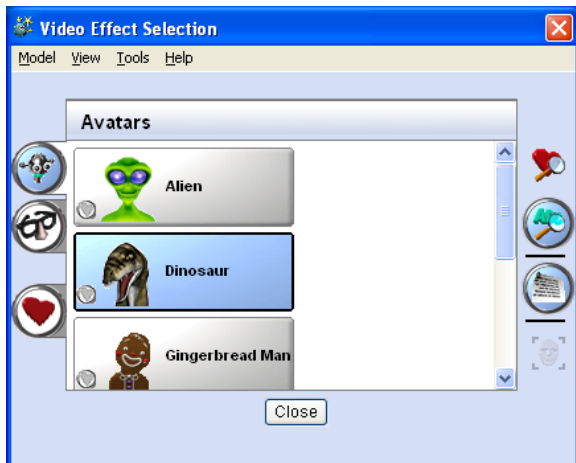 Video Effect Selection
Model View Tools Help
Avatars
Alien
Dinosaur
Gingerbread Man
Close